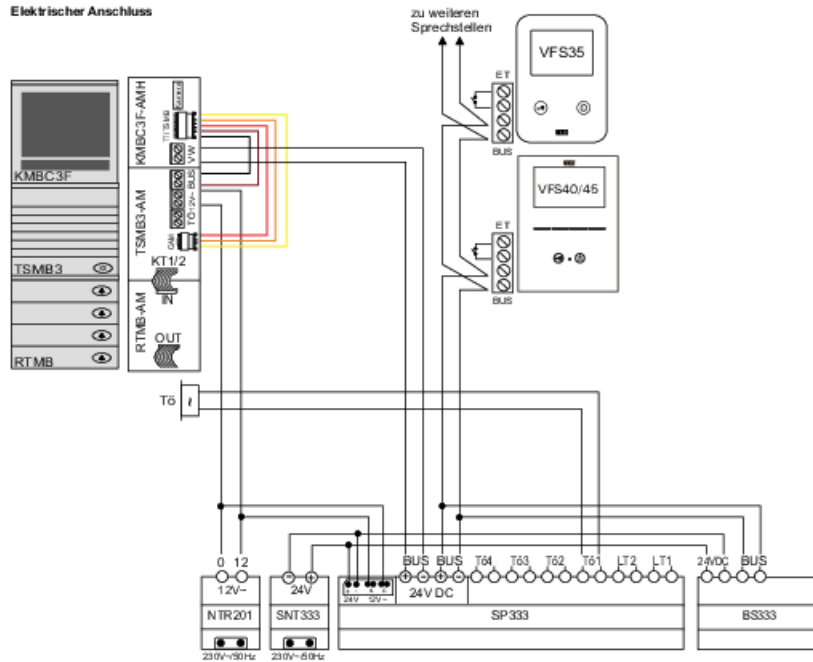 Elektrischer Anschluss
zu weiteren
Sprechstellen
VFS35
ET
BUS
VFS40/45
ET
BUS
KMBC3F
TSMB3
RTMB
KMBC3F-AMH
TSMB3-AM
RTMB-AM
TÖ 12V~ BUS
CAM
KT1/2
IN
OUT
Tö
~
0 12
12V~
NTR201
230V~/50Hz
- +
24V
SNT333
230V~/50Hz
24V 12V~
BUS BUS Tö4 Tö3 Tö2 Tö1 LT2 LT1
+ - + -
24V DC
SP333
24VDC BUS
BS333